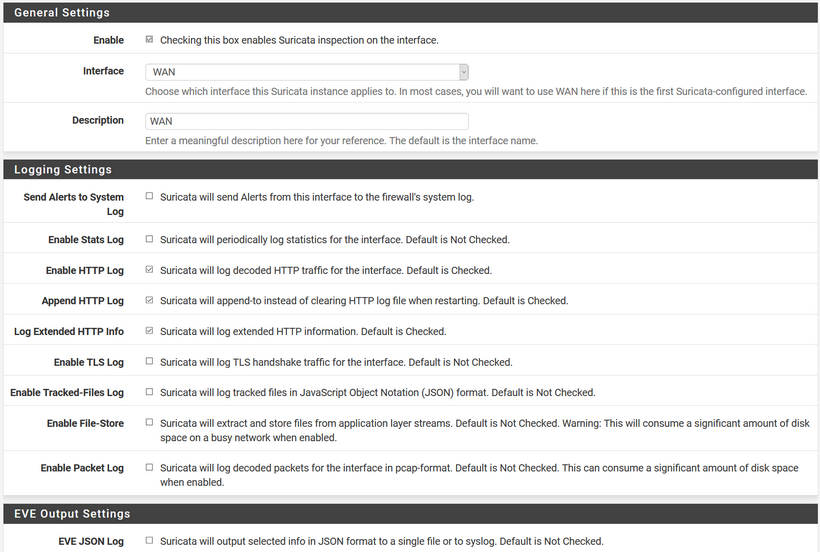 General Settings
Enable
Checking this box enables Suricata inspection on the interface.
Interface
WAN
Choose which interface this Suricata instance applies to. In most cases, you will want to use WAN here if this is the first Suricata-configured interface.
Description
WAN
Enter a meaningful description here for your reference. The default is the interface name.
Logging Settings
Send Alerts to System
Log
Suricata will send Alerts from this interface to the firewall's system log.
Enable Stats Log
Suricata will periodically log statistics for the interface. Default is Not Checked.
Enable HTTP Log
Suricata will log decoded HTTP traffic for the interface. Default is Checked.
Append HTTP Log
Suricata will append-to instead of clearing HTTP log file when restarting. Default is Checked.
Log Extended HTTP Info
Suricata will log extended HTTP information. Default is Checked.
Enable TLS Log
Suricata will log TLS handshake traffic for the interface. Default is Not Checked.
Enable Tracked-Files Log
Suricata will log tracked files in JavaScript Object Notation (JSON) format. Default is Not Checked.
Enable File-Store
Suricata will extract and store files from application layer streams. Default is Not Checked. Warning: This will consume a significant amount of disk
space on a busy network when enabled.
Enable Packet Log
Suricata will log decoded packets for the interface in pcap-format. Default is Not Checked. This can consume a significant amount of disk space
when enabled.
EVE Output Settings
EVE JSON Log
Suricata will output selected info in JSON format to a single file or to syslog. Default is Not Checked.